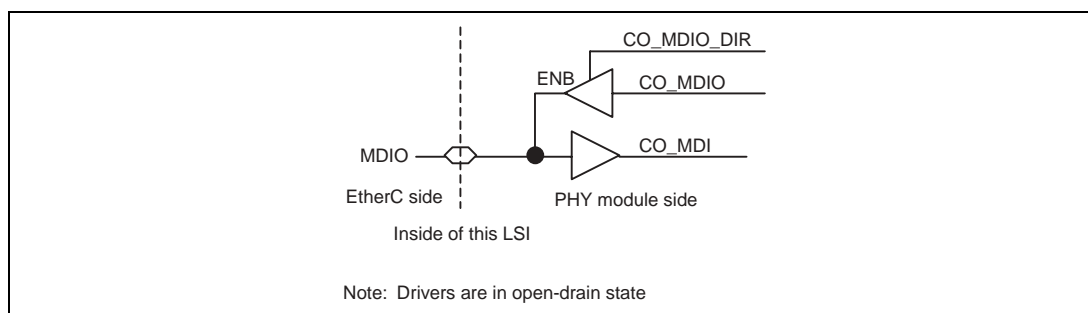 CO_MDIO_DIR
ENB
CO_MDIO
MDIO
CO_MDI
EtherC side
PHY module side
Inside of this LSI
Note: Drivers are in open-drain state